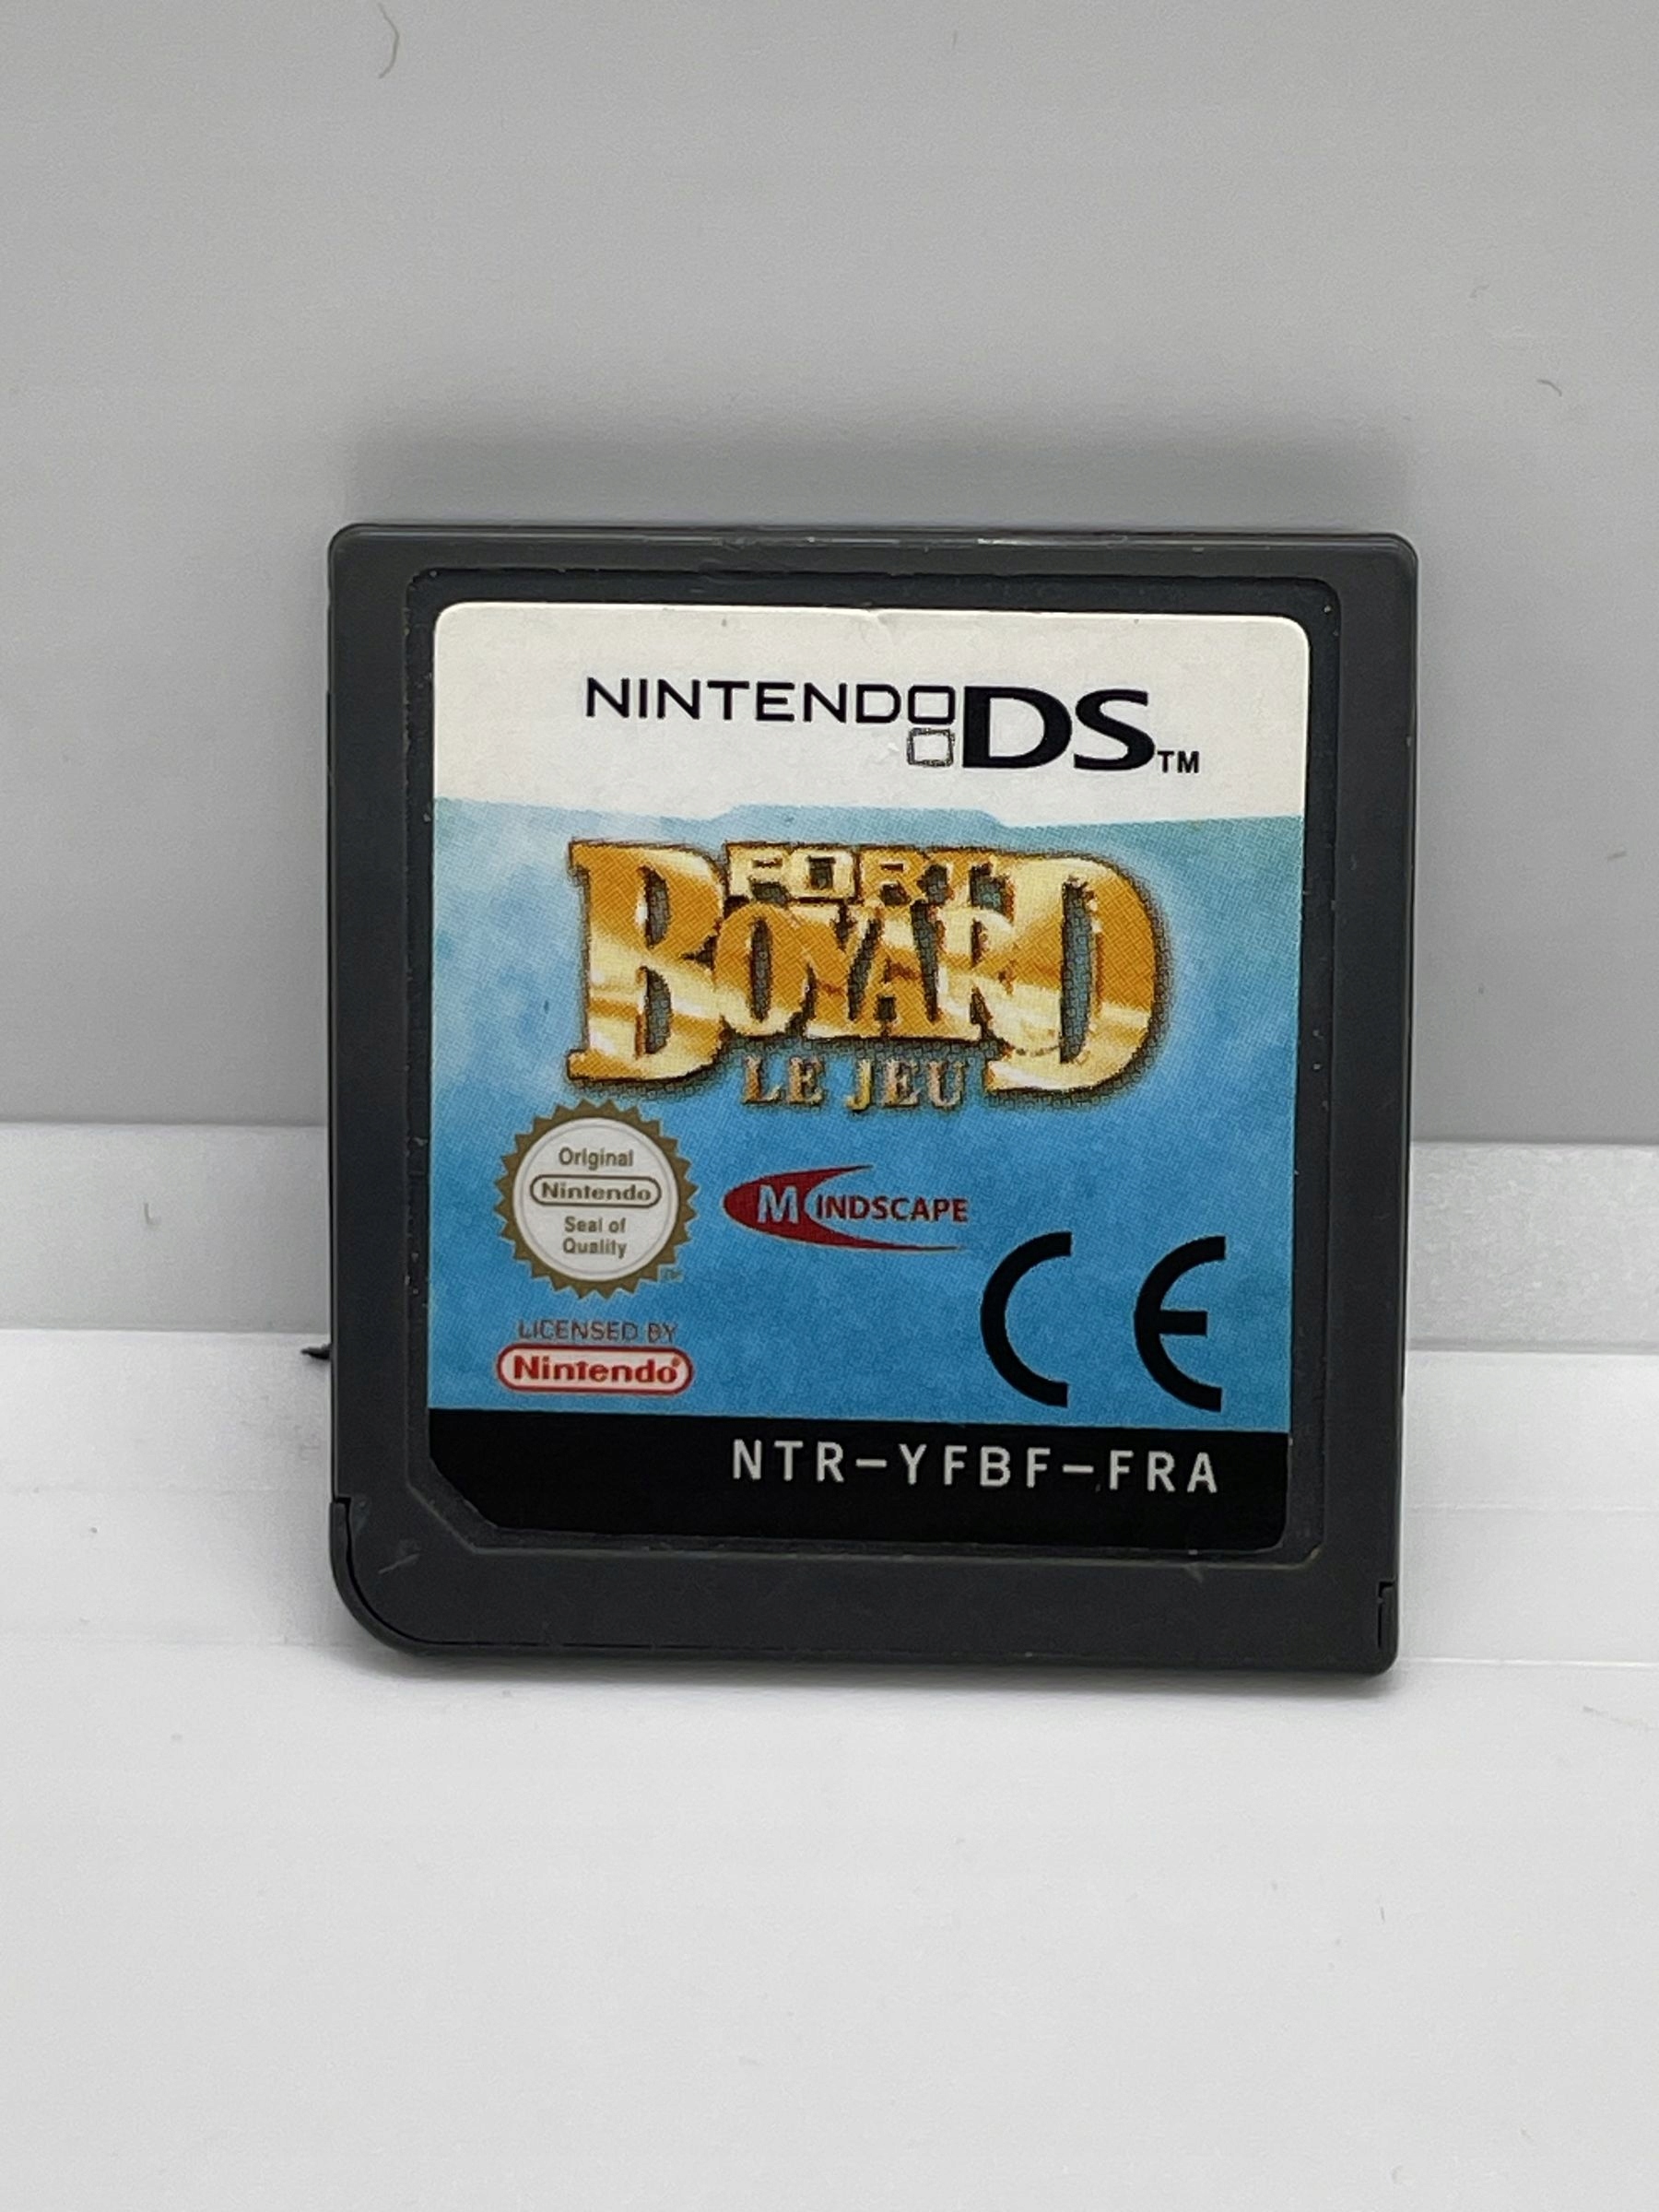 NINTENDO DS™
FORT
BOYARD
LE JEU
Original
Nintendo
Seal of
Quality
TM
MINDSCAPE
CE
LICENSED BY
Nintendo®
NTR-YFBF-FRA